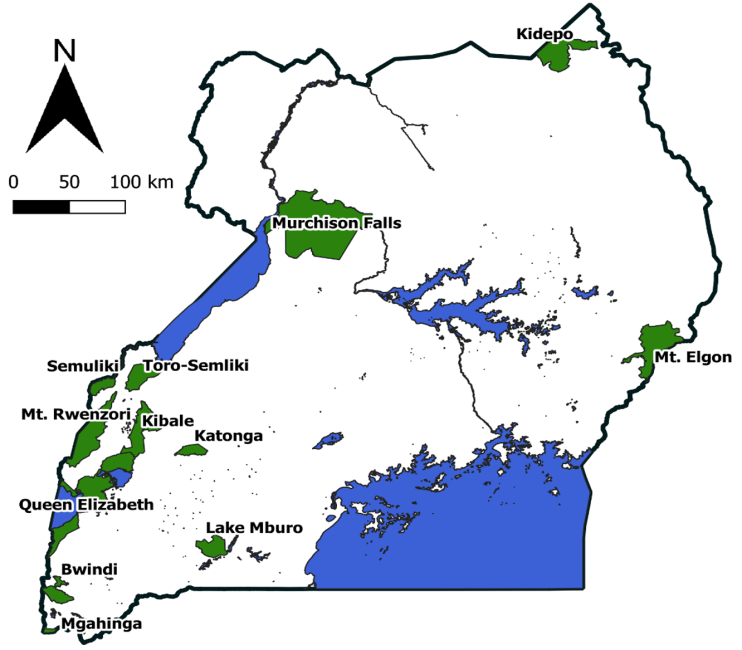 Kidepo
N
0 50 100 km
Murchison Falls
Semuliki
Toro-Semliki
Mt. Elgon
Mt. Rwenzori
Kibale
Katonga
Queen Elizabeth
Lake Mburo
Bwindi
Mgahinga